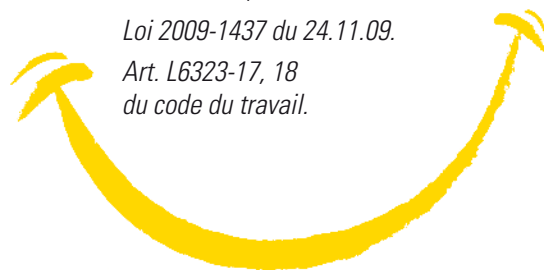 Loi 2009-1437 du 24.11.09.
Art. L6323-17, 18
du code du travail.